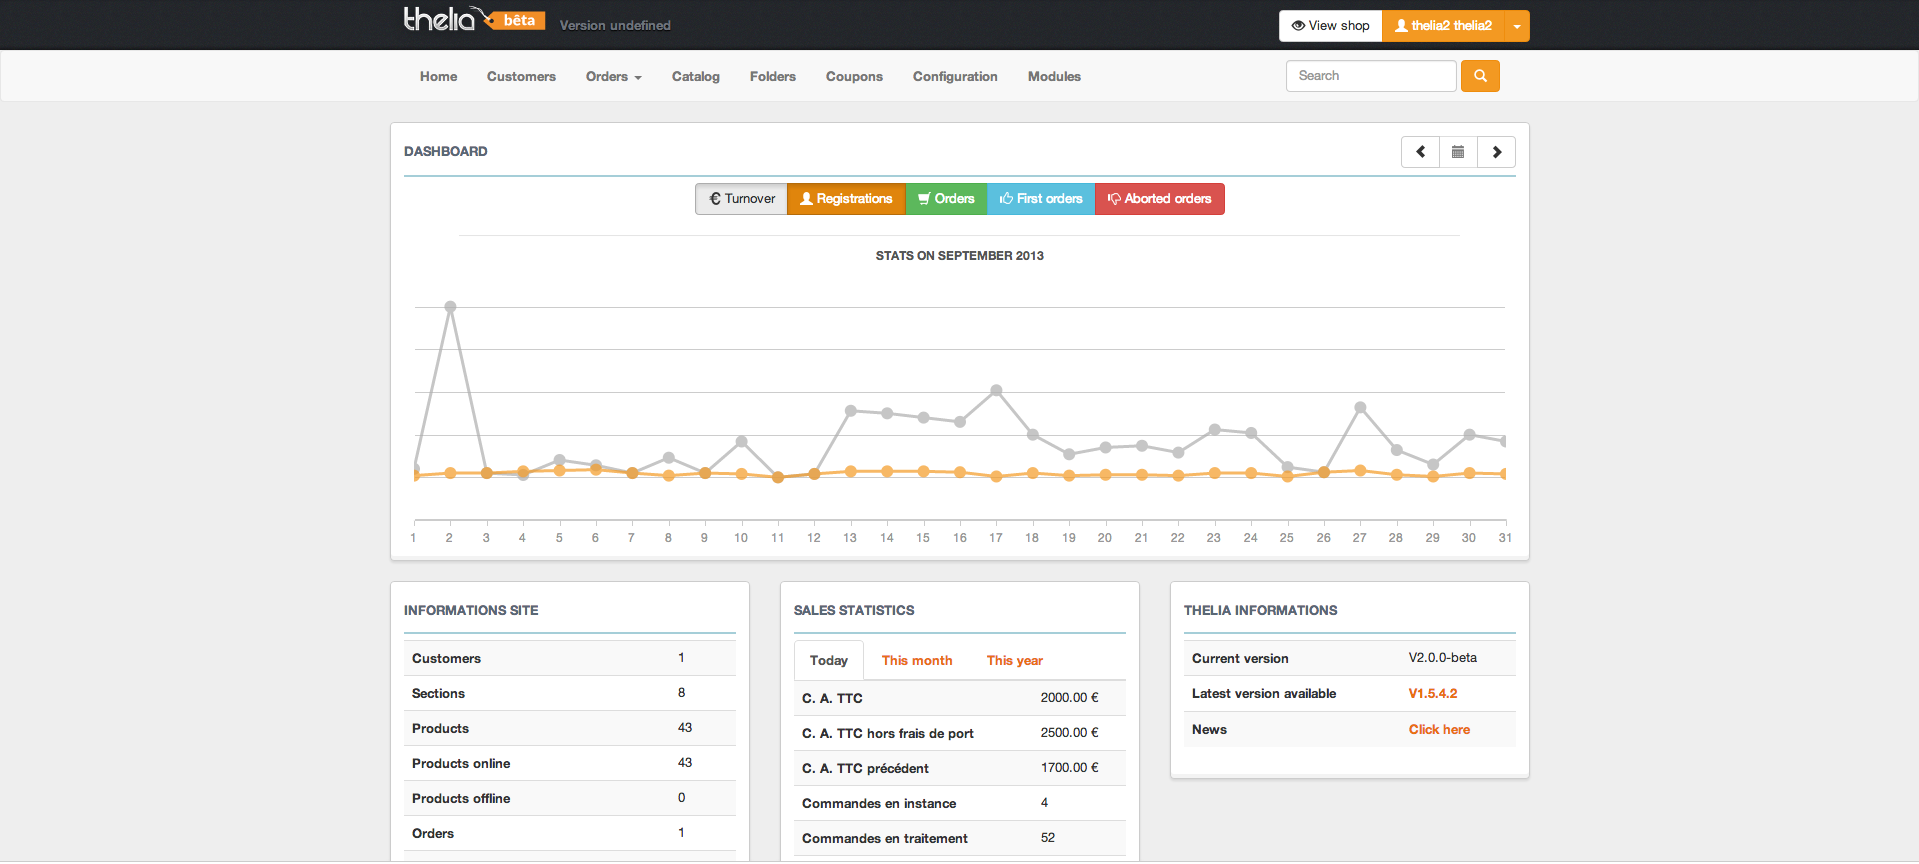 thelia bêta Version undefined View shop thelia2 thelia2
Home Customers Orders Catalog Folders Coupons Configuration Modules Search
DASHBOARD
€ Turnover Registrations Orders First orders Aborted orders
STATS ON SEPTEMBER 2013
1 2 3 4 5 6 7 8 9 10 11 12 13 14 15 16 17 18 19 20 21 22 23 24 25 26 27 28 29 30 31
INFORMATIONS SITE
Customers 1
Sections 8
Products 43
Products online 43
Products offline 0
Orders 1
SALES STATISTICS
Today This month This year
C. A. TTC 2000.00 €
C. A. TTC hors frais de port 2500.00 €
C. A. TTC précédent 1700.00 €
Commandes en instance 4
Commandes en traitement 52
THELIA INFORMATIONS
Current version V2.0.0-beta
Latest version available V1.5.4.2
News Click here